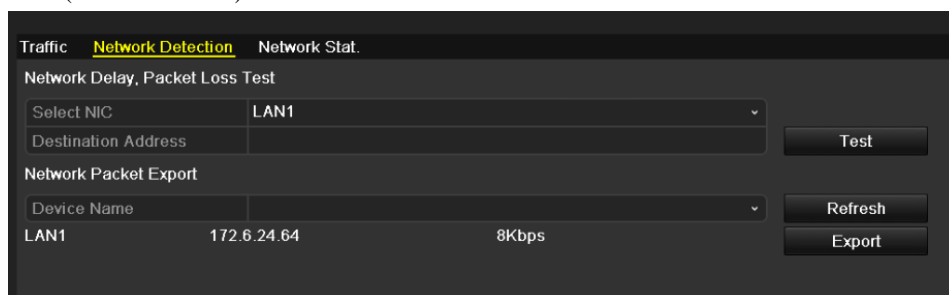 Traffic Network Detection Network Stat.
Network Delay, Packet Loss Test
Select NIC LAN1
Destination Address Test
Network Packet Export
Device Name Refresh
LAN1 172.6.24.64 8Kbps Export